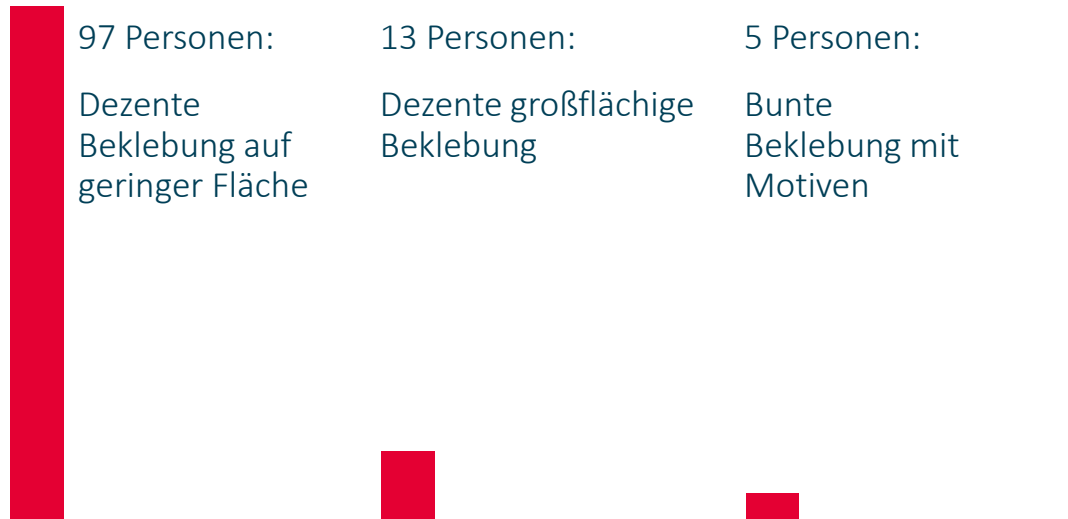 97 Personen:
Dezente
Beklebung auf
geringer Fläche
13 Personen:
Dezente großflächige
Beklebung
5 Personen:
Bunte
Beklebung mit
Motiven